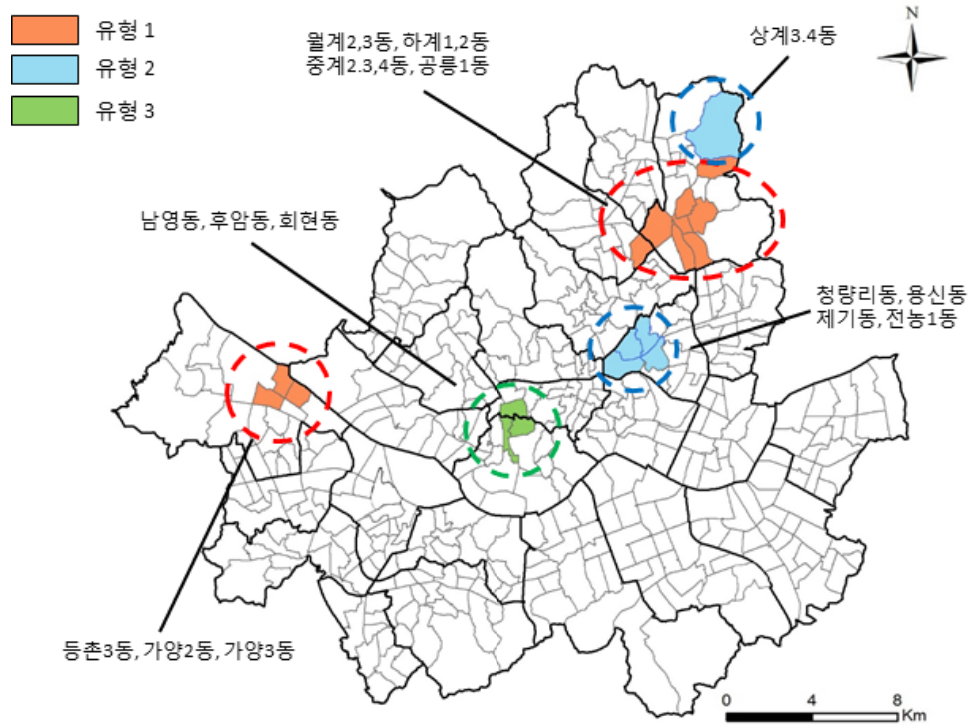 유형 1
유형 2
유형 3
월계2,3동, 하계1,2동
중계2.3,4동, 공릉1동
상계3.4동
N
남영동, 후암동, 회현동
청량리동, 용신동
제기동, 전농1동
등촌3동, 가양2동, 가양3동
0 4 8
Km